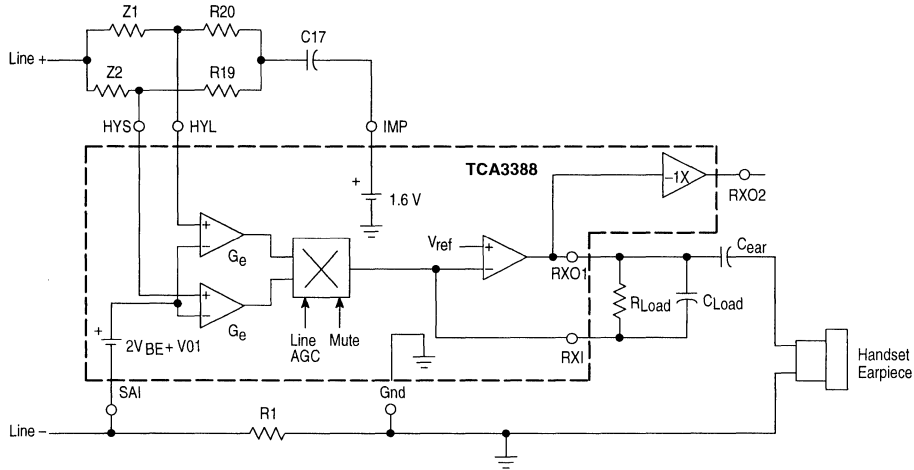 Z1
R20
C17
Line +
Z2
R19
HYS
HYL
IMP
TCA3388
+
1.6 V
–1X
RXO2
+
–
Ge
Vref
+
–
RXO1
Cear
+
–
Ge
RLoad
CLoad
+
2VBE + V01
Line
AGC
Mute
RXI
Handset
Earpiece
SAI
Gnd
R1
Line –